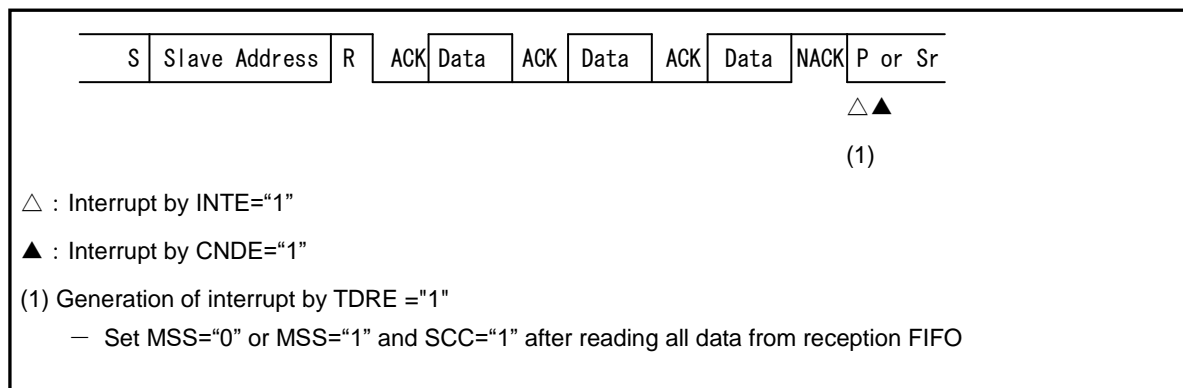 S Slave Address R ACK Data ACK Data ACK Data NACK P or Sr
△▲
(1)
△ : Interrupt by INTE=“1”
▲ : Interrupt by CNDE=“1”
(1) Generation of interrupt by TDRE ="1"
－ Set MSS=“0” or MSS=“1” and SCC=“1” after reading all data from reception FIFO